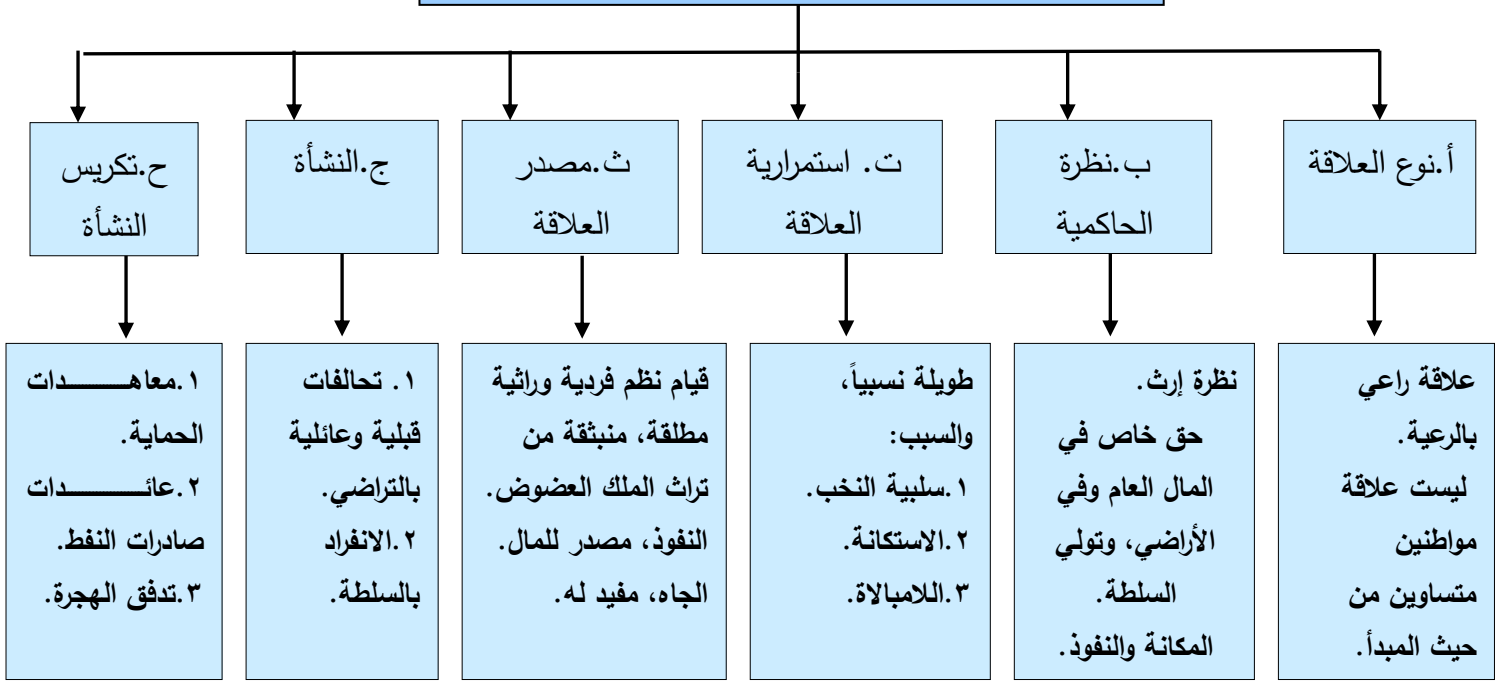 أ.نوع العلاقة
ب.نظرة
الحاكمية
ت. استمرارية
العلاقة
ث.مصدر
العلاقة
ج.النشأة
ح.تكريس
النشأة
علاقة راعي
بالرعية.
ليست علاقة
مواطنين
متساوين من
حيث المبدأ.
نظرة إرث.
حق خاص في
المال العام وفي
الأراضي، وتولي
السلطة.
المكانة والنفوذ.
طويلة نسبياً،
والسبب:
١.سلبية النخب.
٢.الاستكانة.
٣.اللامبالاة.
قيام نظم فردية وراثية
مطلقة، منبثقة من
تراث الملك العضوض.
النفوذ، مصدر للمال.
الجاه، مفيد له.
١. تحالفات
قبلية وعائلية
بالتراضي.
٢.الانفراد
بالسلطة.
١.معاهـــــــدات
الحماية.
٢.عائـــــــــدات
صادرات النفط.
٣.تدفق الهجرة.